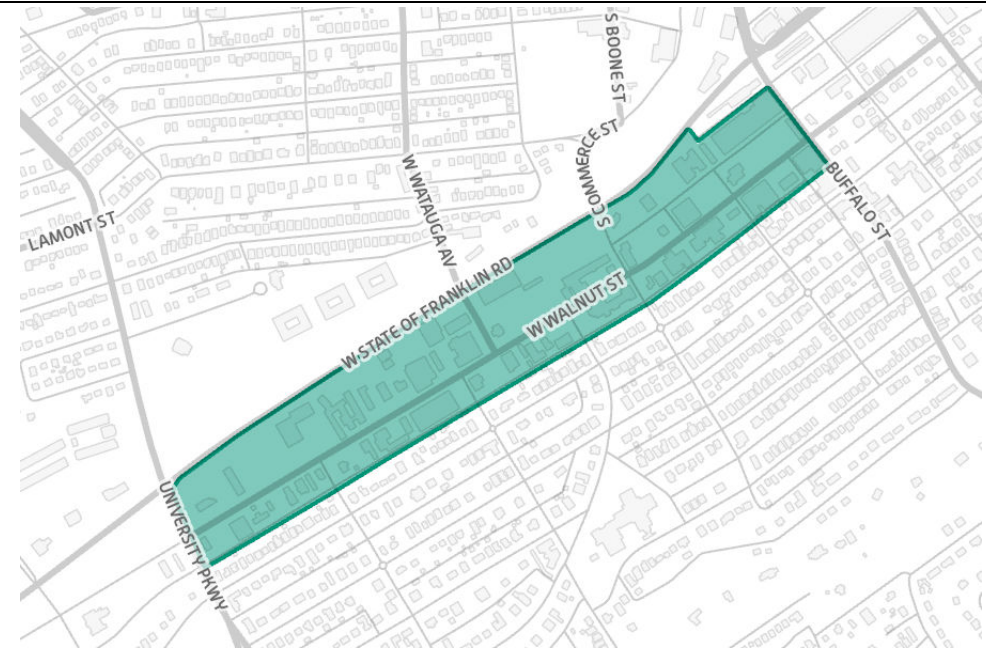 S BOONE ST
S COMMERCE ST
W WATAUGA AV
BUFFALO ST
LAMONT ST
W STATE OF FRANKLIN RD
W WALNUT ST
UNIVERSITY PKWY